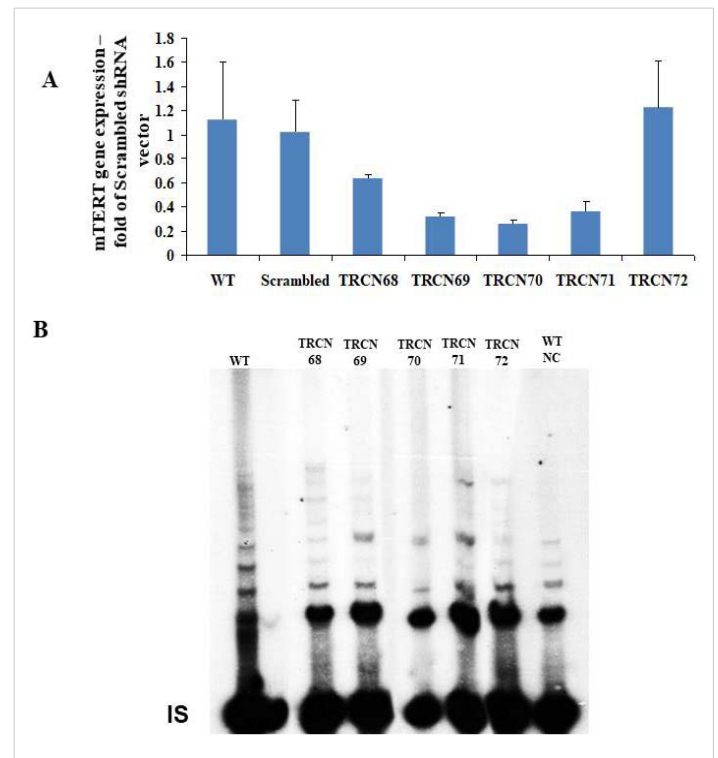 A
mTERT gene expression –
fold of Scrambled shRNA
vector
1.8
1.6
1.4
1.2
1
0.8
0.6
0.4
0.2
0
WT Scrambled TRCN68 TRCN69 TRCN70 TRCN71 TRCN72
B
WT TRCN 68 TRCN 69 TRCN 70 TRCN 71 TRCN 72 WT NC
IS